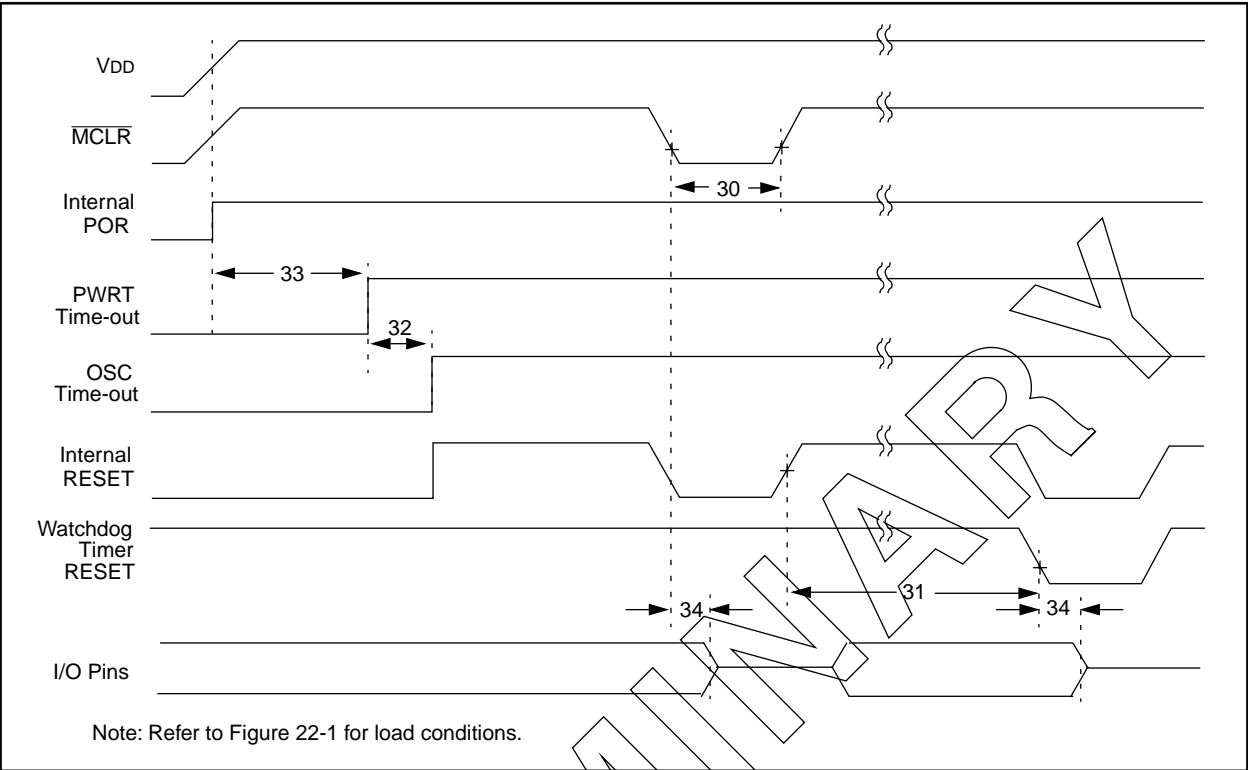 VDD
MCLR
Internal
POR
30
33
PWRT
Time-out
32
OSC
Time-out
Internal
RESET
Watchdog
Timer
RESET
31
34
34
I/O Pins
Note: Refer to Figure 22-1 for load conditions.
MINARY